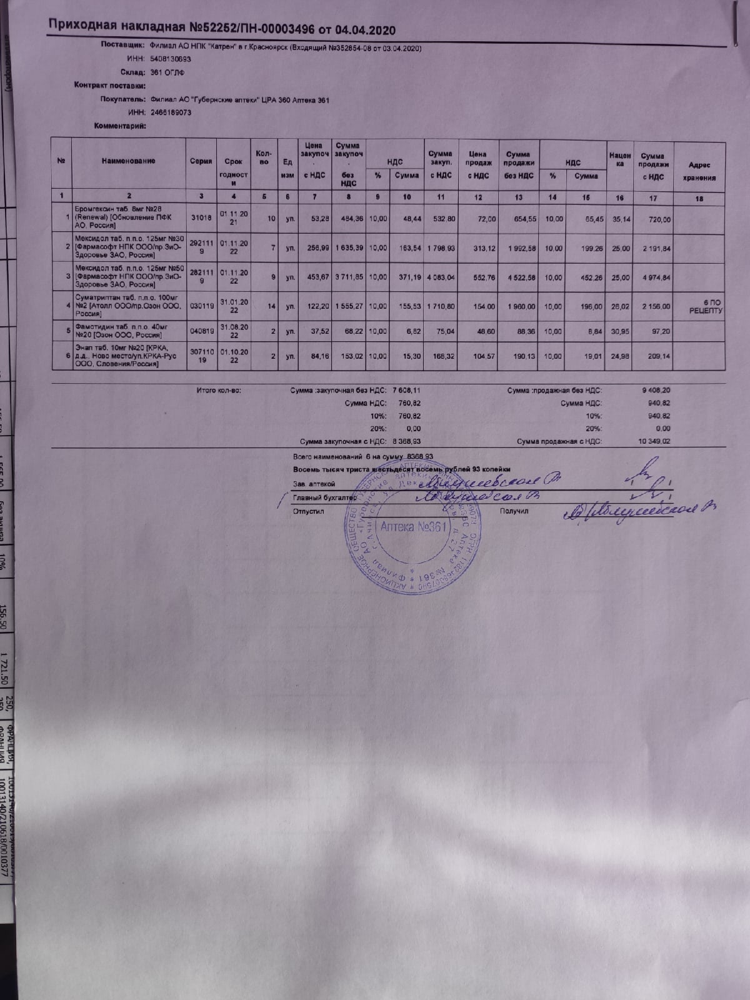 Приходная накладная №52252/ПН-00003496 от 04.04.2020
Поставщик: Филиал АО НПК "Катрен" в г.Красноярск (Входящий №352854-08 от 03.04.2020)
ИНН: 5408130693
Склад: 361 ОГЛФ
Контракт поставки:
Покупатель: Филиал АО "Губернские аптеки" ЦРА 360 Аптека 361
ИНН: 2466189073
Комментарий:
№ Наименование Серия Срок годности Кол-во Ед изм Цена закупоч. с НДС Сумма закупоч. без НДС НДС % Сумма Сумма закуп. с НДС Цена продаж с НДС Сумма продажи без НДС НДС % Сумма Наценка Сумма продажи с НДС Адрес хранения
1 2 3 4 5 6 7 8 9 10 11 12 13 14 15 16 17 18
1 Бромгексин таб. 8мг №28 (Renewal) [Обновление ПФК АО, Россия] 31018 01.11.2021 10 уп. 53,28 484,36 10,00 48,44 532,80 72,00 654,55 10,00 65,45 35,14 720,00
2 Мексидол таб. п.п.о. 125мг №30 [Фармасофт НПК ООО/пр.ЗиО-Здоровье ЗАО, Россия] 2921119 01.11.2022 7 уп. 256,99 1 635,39 10,00 163,54 1 798,93 313,12 1 992,58 10,00 199,26 25,00 2 191,84
3 Мексидол таб. п.п.о. 125мг №50 [Фармасофт НПК ООО/пр.ЗиО-Здоровье ЗАО, Россия] 2821119 01.11.2022 9 уп. 453,67 3 711,85 10,00 371,19 4 083,04 552,76 4 522,58 10,00 452,26 25,00 4 974,84
4 Суматриптан таб. п.п.о. 100мг №2 [Атолл ООО/пр.Озон ООО, Россия] 030119 31.01.2022 14 уп. 122,20 1 555,27 10,00 155,53 1 710,80 154,00 1 960,00 10,00 196,00 26,02 2 156,00 6 ПО РЕЦЕПТУ
5 Фамотидин таб. п.п.о. 40мг №20 [Озон ООО, Россия] 040819 31.08.2022 2 уп. 37,52 68,22 10,00 6,82 75,04 48,60 88,36 10,00 8,84 30,95 97,20
6 Энап таб. 10мг №20 [КРКА, д.д., Ново место/уп.КРКА-Рус ООО, Словения/Россия] 30711019 01.10.2022 2 уп. 84,16 153,02 10,00 15,30 168,32 104,57 190,13 10,00 19,01 24,98 209,14
Итого кол-во: Сумма :закупочная без НДС: 7 608,11 Сумма :продажная без НДС: 9 408,20
Сумма НДС: 760,82 Сумма НДС: 940,82
10%: 760,82 10%: 940,82
20%: 0,00 20%: 0,00
Сумма закупочная с НДС: 8 368,93 Сумма продажная с НДС: 10 349,02
Всего наименований 6 на сумму 8368,93
Восемь тысяч триста шестьдесят восемь рублей 93 копейки
Зав. аптекой
Главный бухгалтер
Отпустил Получил
Аптека №361
без акциза 10% 156.50 1 721.50 250, ФРАНЦИЯ,
ФРАНЦИЯ 10013140/210618/0010377